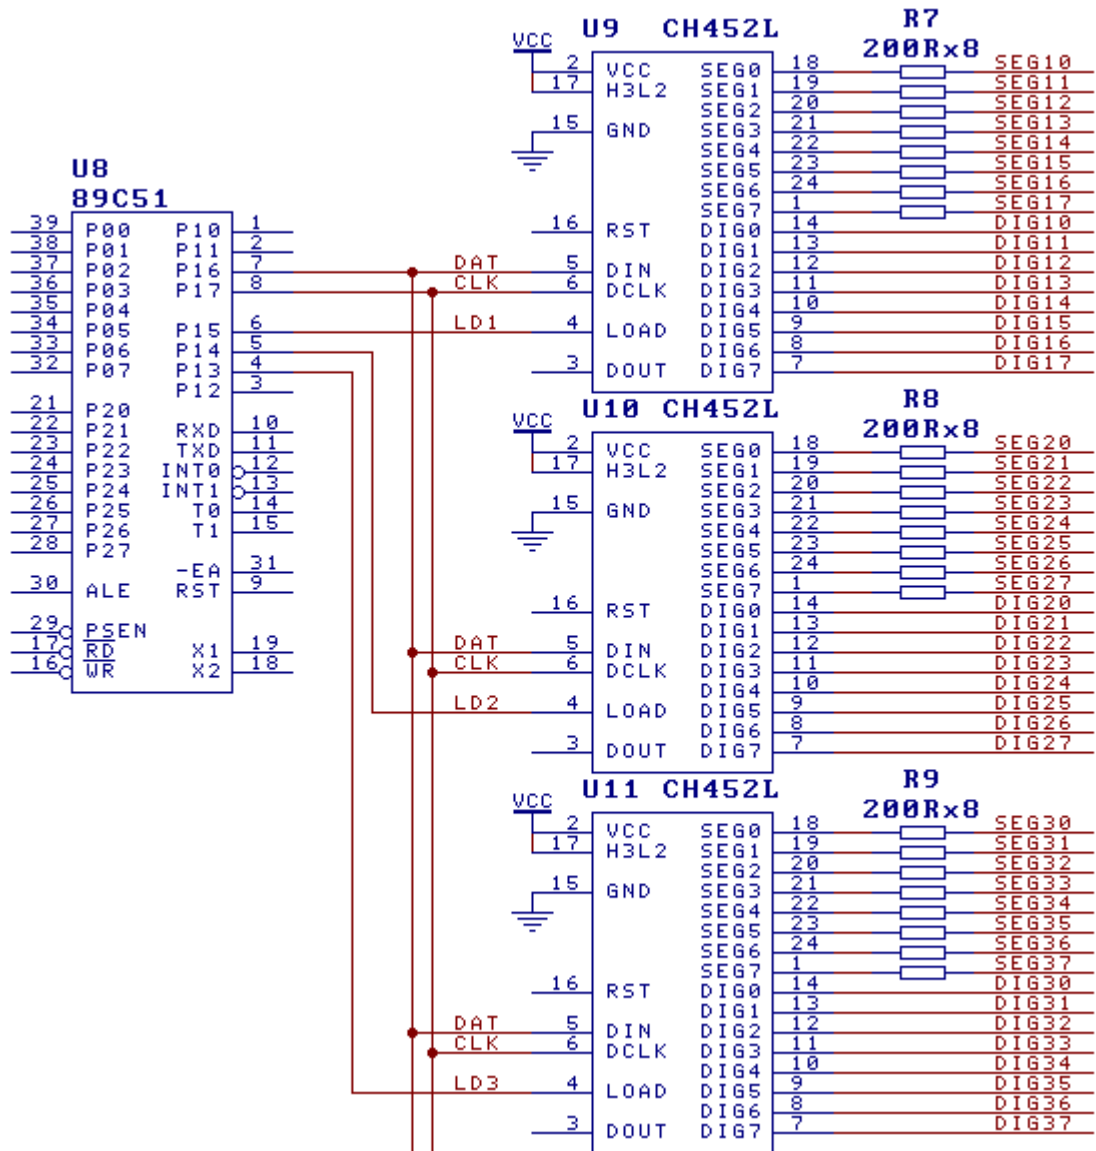 U8
89C51
39 P00 P10 1
38 P01 P11 2
37 P02 P16 7
36 P03 P17 8
35 P04
34 P05 P15 6
33 P06 P14 5
32 P07 P13 4
P12 3
21 P20
22 P21 RXD 10
23 P22 TXD 11
24 P23 INT0 12
25 P24 INT1 13
26 P25 T0 14
27 P26 T1 15
28 P27
-EA 31
30 ALE RST 9
29 PSEN
17 RD X1 19
16 WR X2 18
U9 CH452L
R7
200Rx8
VCC
2 VCC SEG0 18 SEG10
17 H3L2 SEG1 19 SEG11
SEG2 20 SEG12
15 GND SEG3 21 SEG13
SEG4 22 SEG14
SEG5 23 SEG15
SEG6 24 SEG16
SEG7 1 SEG17
16 RST DIG0 14 DIG10
DIG1 13 DIG11
DAT 5 DIN DIG2 12 DIG12
CLK 6 DCLK DIG3 11 DIG13
DIG4 10 DIG14
LD1 4 LOAD DIG5 9 DIG15
DIG6 8 DIG16
3 DOUT DIG7 7 DIG17
U10 CH452L
R8
200Rx8
VCC
2 VCC SEG0 18 SEG20
17 H3L2 SEG1 19 SEG21
SEG2 20 SEG22
15 GND SEG3 21 SEG23
SEG4 22 SEG24
SEG5 23 SEG25
SEG6 24 SEG26
SEG7 1 SEG27
16 RST DIG0 14 DIG20
DIG1 13 DIG21
DAT 5 DIN DIG2 12 DIG22
CLK 6 DCLK DIG3 11 DIG23
DIG4 10 DIG24
LD2 4 LOAD DIG5 9 DIG25
DIG6 8 DIG26
3 DOUT DIG7 7 DIG27
U11 CH452L
R9
200Rx8
VCC
2 VCC SEG0 18 SEG30
17 H3L2 SEG1 19 SEG31
SEG2 20 SEG32
15 GND SEG3 21 SEG33
SEG4 22 SEG34
SEG5 23 SEG35
SEG6 24 SEG36
SEG7 1 SEG37
16 RST DIG0 14 DIG30
DIG1 13 DIG31
DAT 5 DIN DIG2 12 DIG32
CLK 6 DCLK DIG3 11 DIG33
DIG4 10 DIG34
LD3 4 LOAD DIG5 9 DIG35
DIG6 8 DIG36
3 DOUT DIG7 7 DIG37